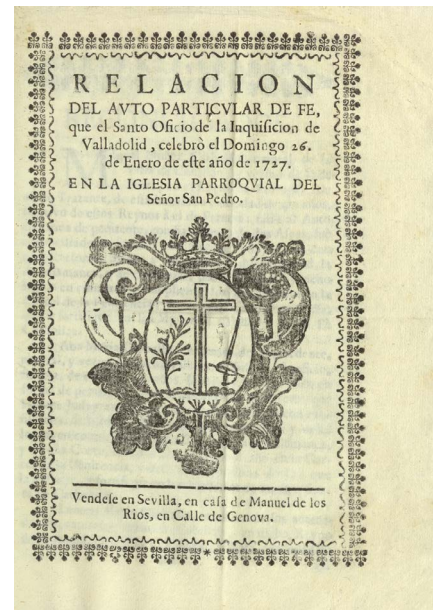 RELACION
DEL AVTO PARTICVLAR DE FE,
que el Santo Oficio de la Inquiſicion de
Valladolid, celebrò el Domingo 26.
de Enero de eſte año de 1727.
EN LA IGLESIA PARROQVIAL DEL
Señor San Pedro.
Vendeſe en Sevilla, en caſa de Manuel de los
Rios, en Calle de Genova.